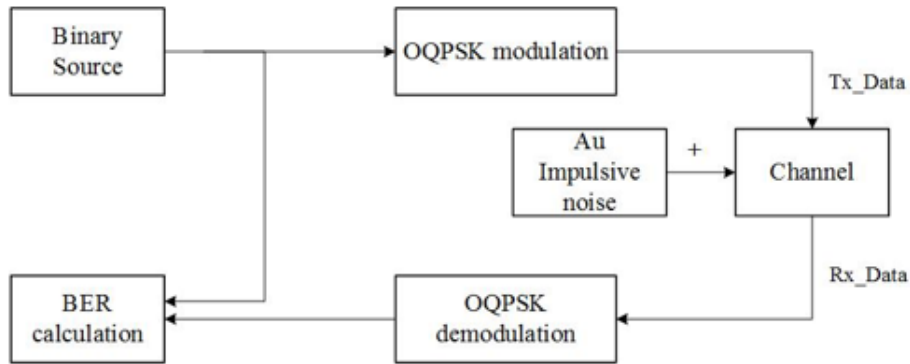 Binary
Source
OQPSK modulation
Tx_Data
Au
Impulsive
noise
+
Channel
Rx_Data
BER
calculation
OQPSK
demodulation